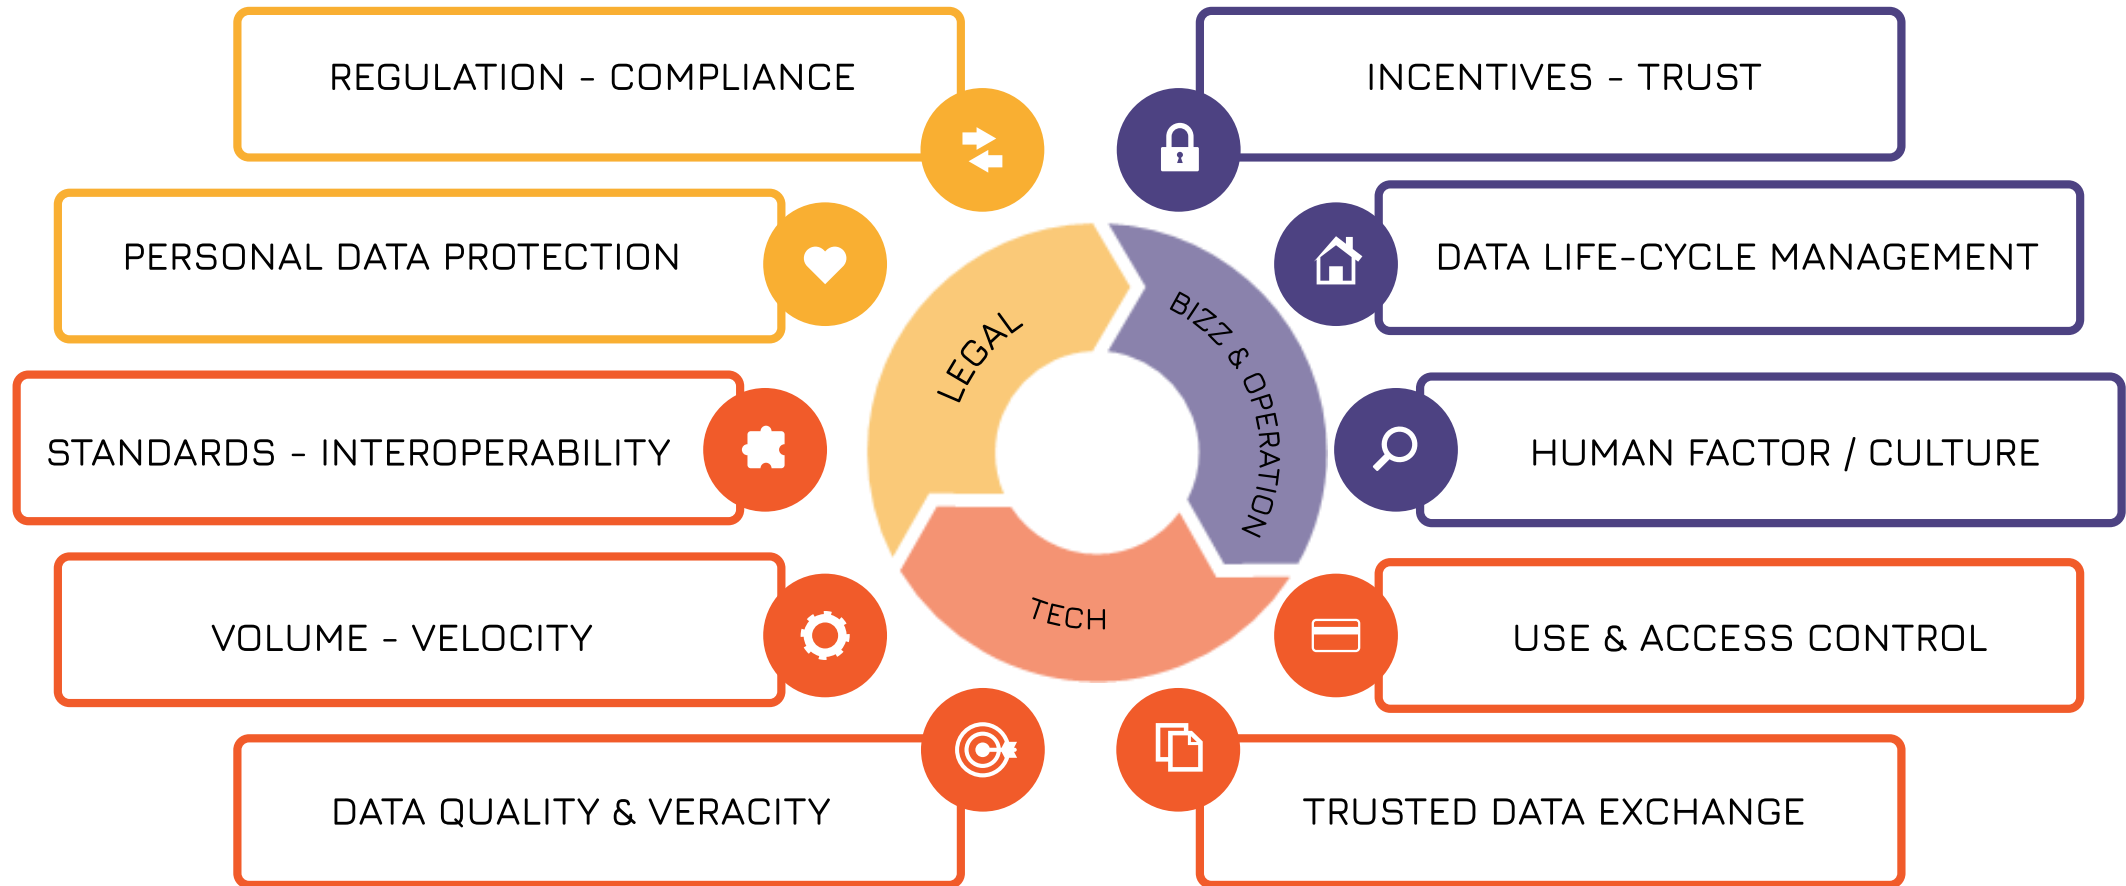 REGULATION - COMPLIANCE
INCENTIVES - TRUST
PERSONAL DATA PROTECTION
DATA LIFE-CYCLE MANAGEMENT
LEGAL
BIZZ & OPERATION
STANDARDS - INTEROPERABILITY
HUMAN FACTOR / CULTURE
TECH
VOLUME - VELOCITY
USE & ACCESS CONTROL
DATA QUALITY & VERACITY
TRUSTED DATA EXCHANGE